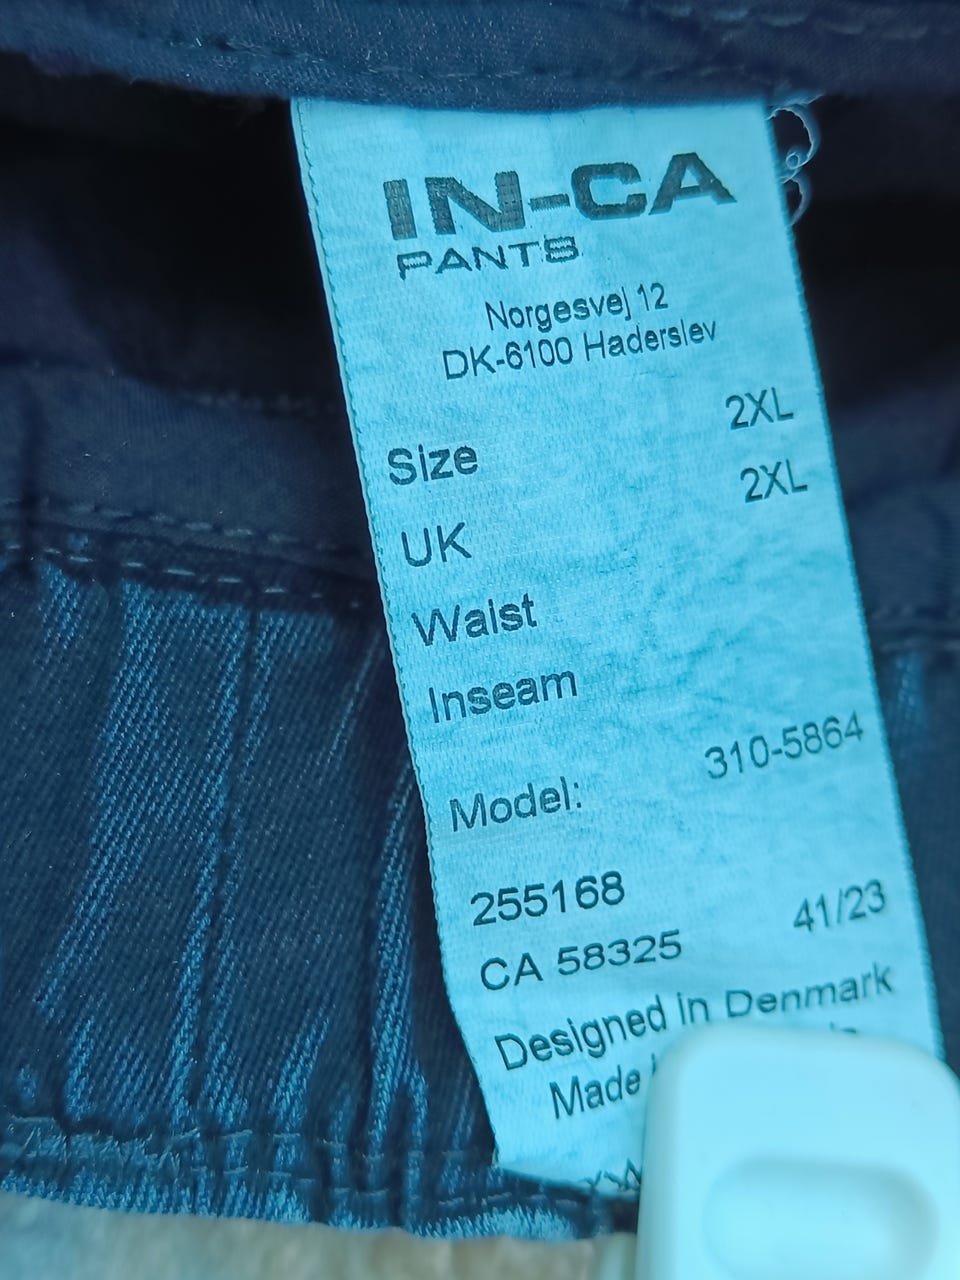 IN-CA
PANTS
Norgesvej 12
DK-6100 Haderslev
Size 2XL
UK 2XL
Waist
Inseam
Model: 310-5864
255168
CA 58325 41/23
Designed in Denmark
Made